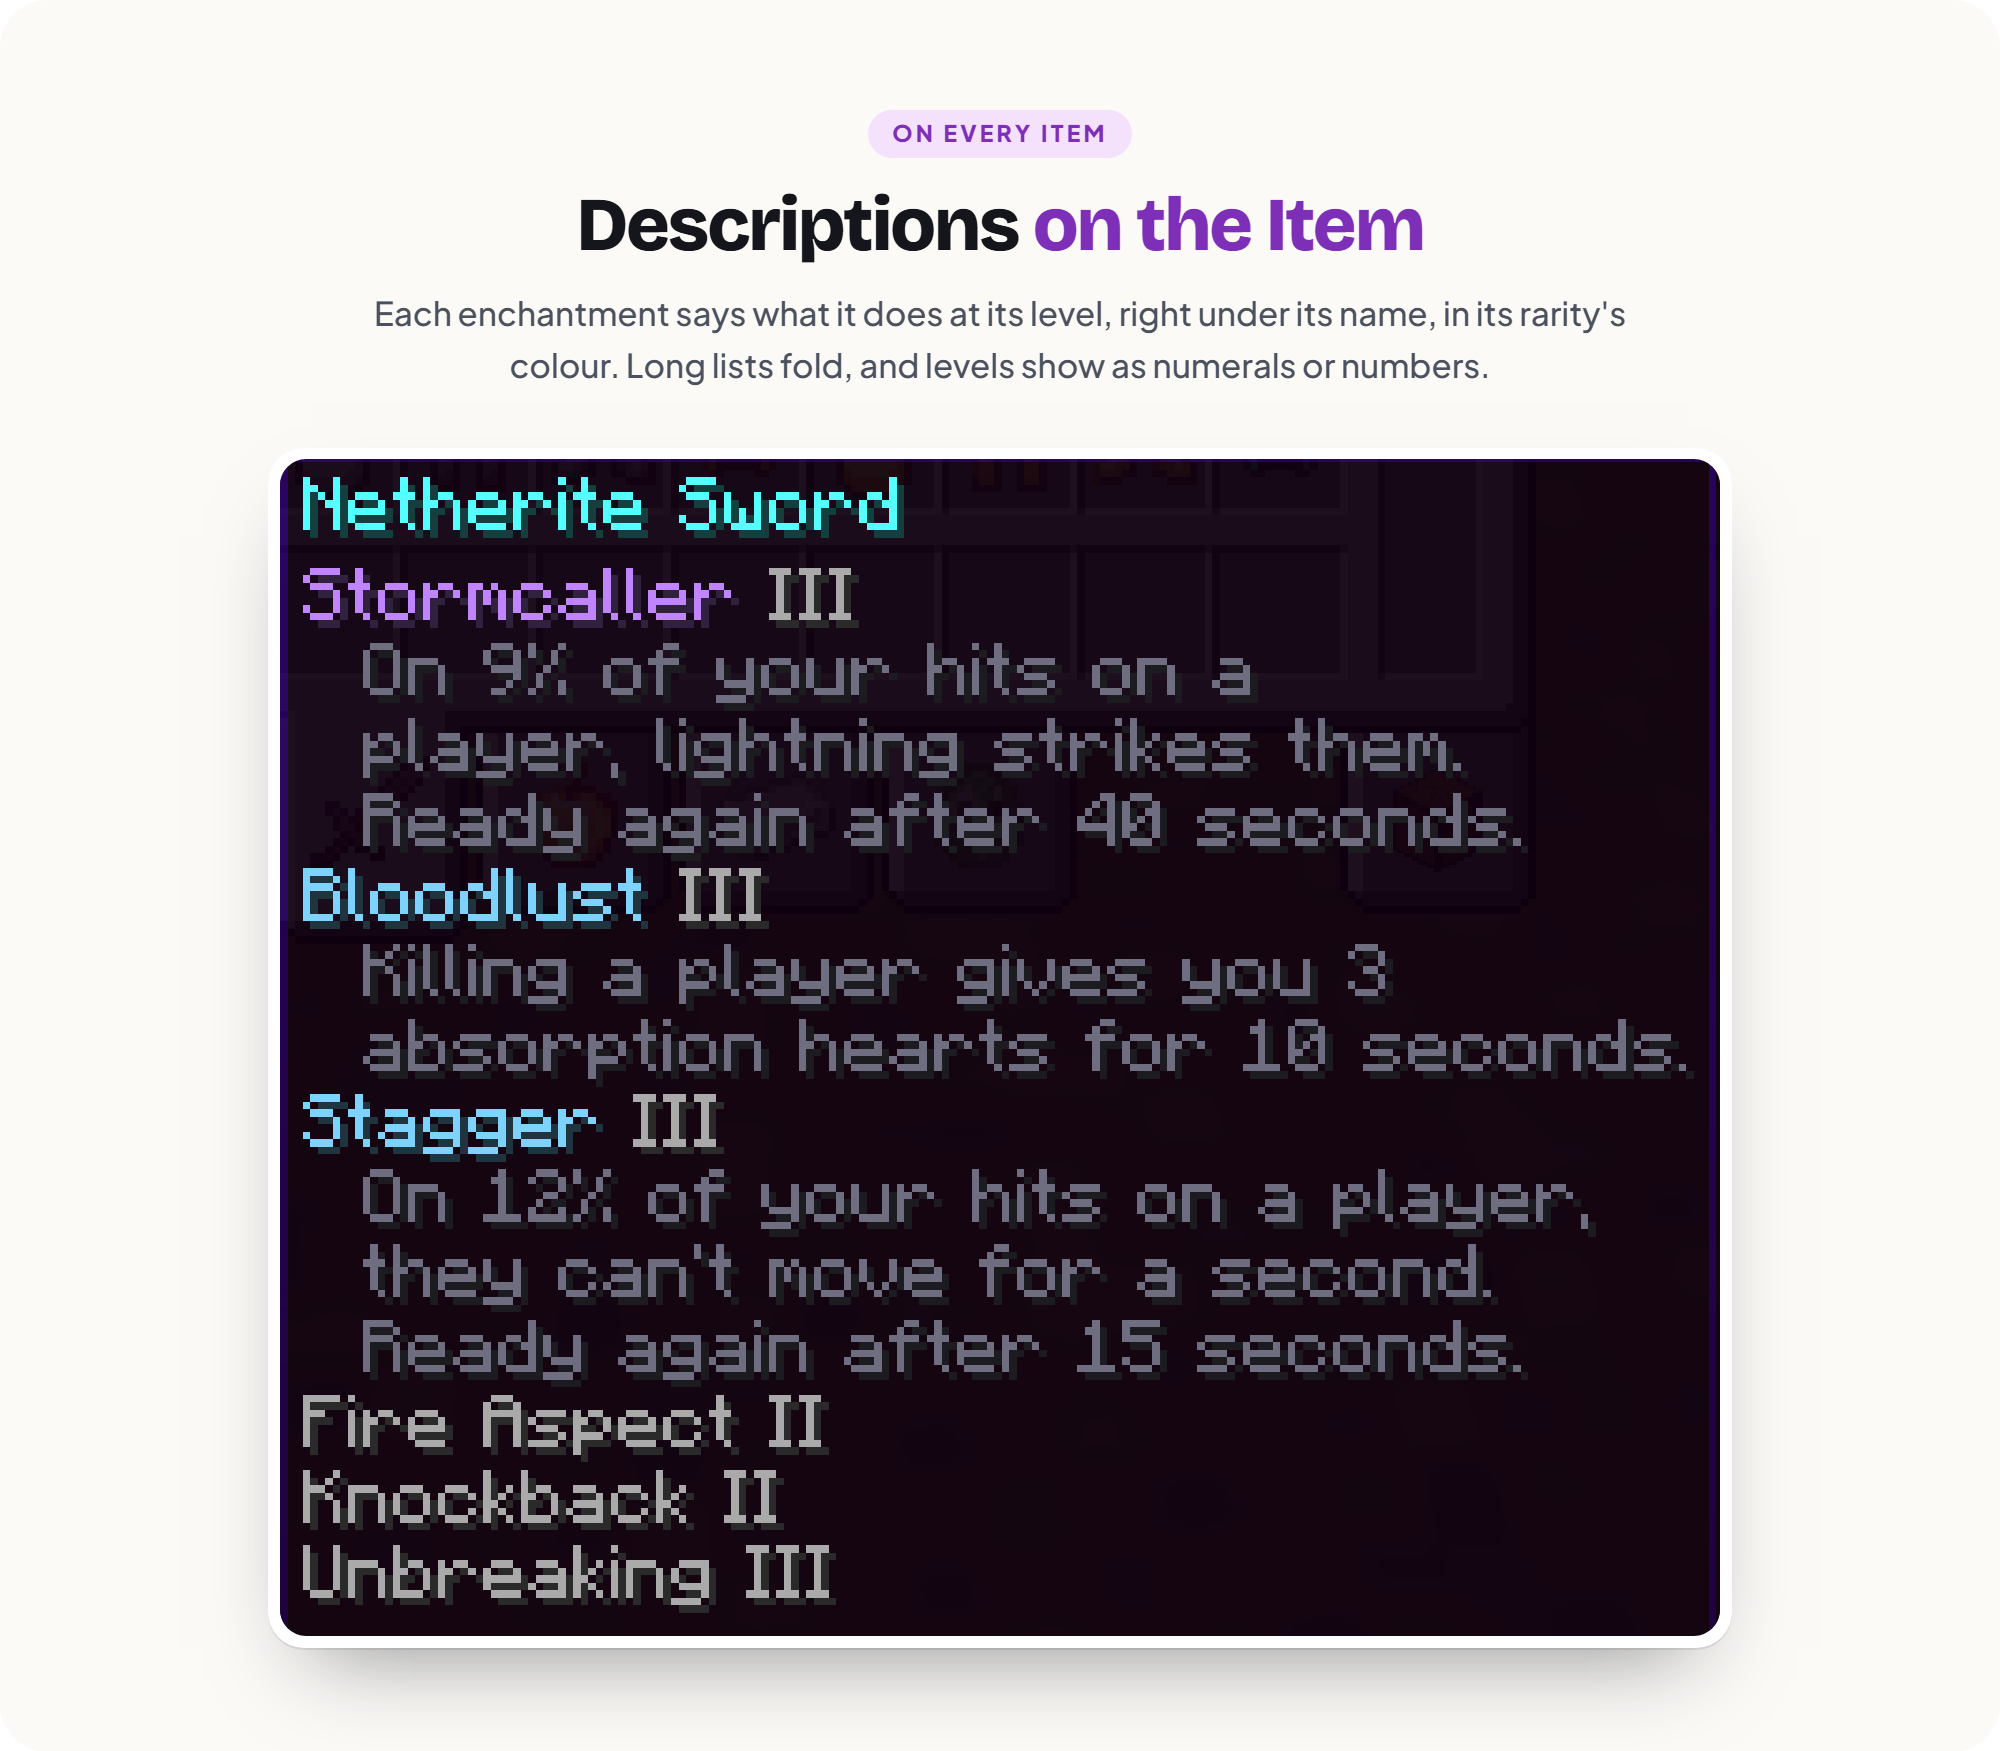 ON EVERY ITEM
Descriptions on the Item
Each enchantment says what it does at its level, right under its name, in its rarity's
colour. Long lists fold, and levels show as numerals or numbers.
Netherite Sword
Stormcaller III
On 9% of your hits on a
player, lightning strikes them.
Ready again after 40 seconds.
Bloodlust III
Killing a player gives you 3
absorption hearts for 10 seconds.
Stagger III
On 12% of your hits on a player,
they can't move for a second.
Ready again after 15 seconds.
Fire Aspect II
Knockback II
Unbreaking III